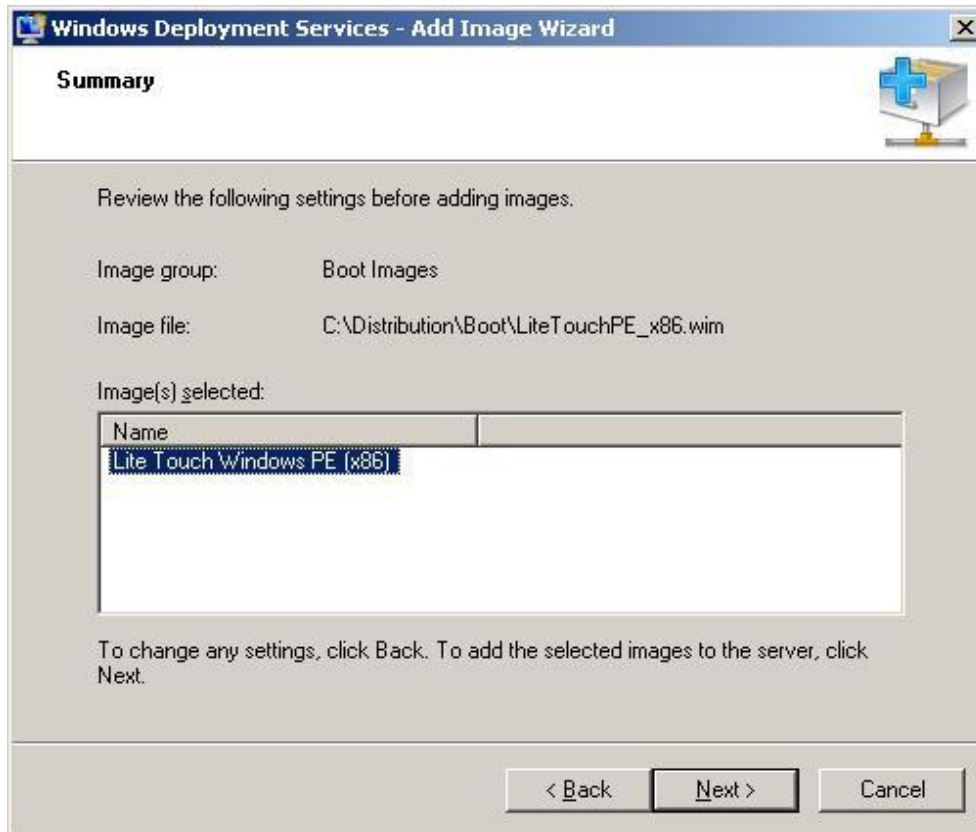 Windows Deployment Services - Add Image Wizard
Summary
Review the following settings before adding images.
Image group: Boot Images
Image file: C:\Distribution\Boot\LiteTouchPE_x86.wim
Image(s) selected:
Name
Lite Touch Windows PE (x86)
To change any settings, click Back. To add the selected images to the server, click
Next.
< Back Next > Cancel